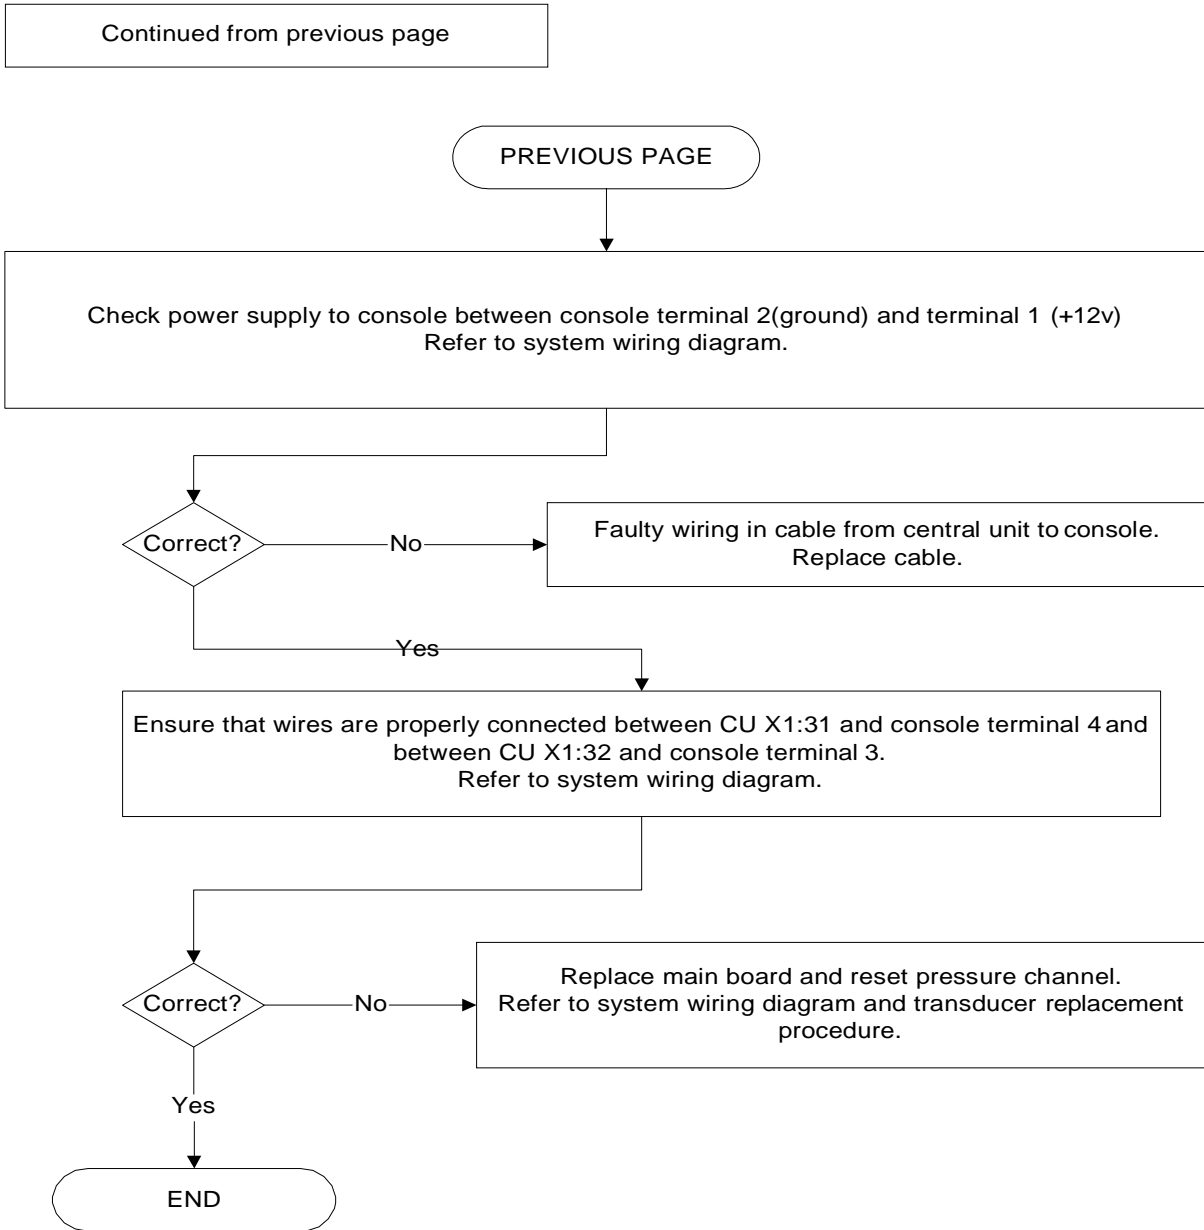 Continued from previous page
PREVIOUS PAGE
Check power supply to console between console terminal 2(ground) and terminal 1 (+12v)
Refer to system wiring diagram.
Correct?
No
Faulty wiring in cable from central unit to console.
Replace cable.
Yes
Ensure that wires are properly connected between CU X1:31 and console terminal 4 and
between CU X1:32 and console terminal 3.
Refer to system wiring diagram.
Correct?
No
Replace main board and reset pressure channel.
Refer to system wiring diagram and transducer replacement
procedure.
Yes
END